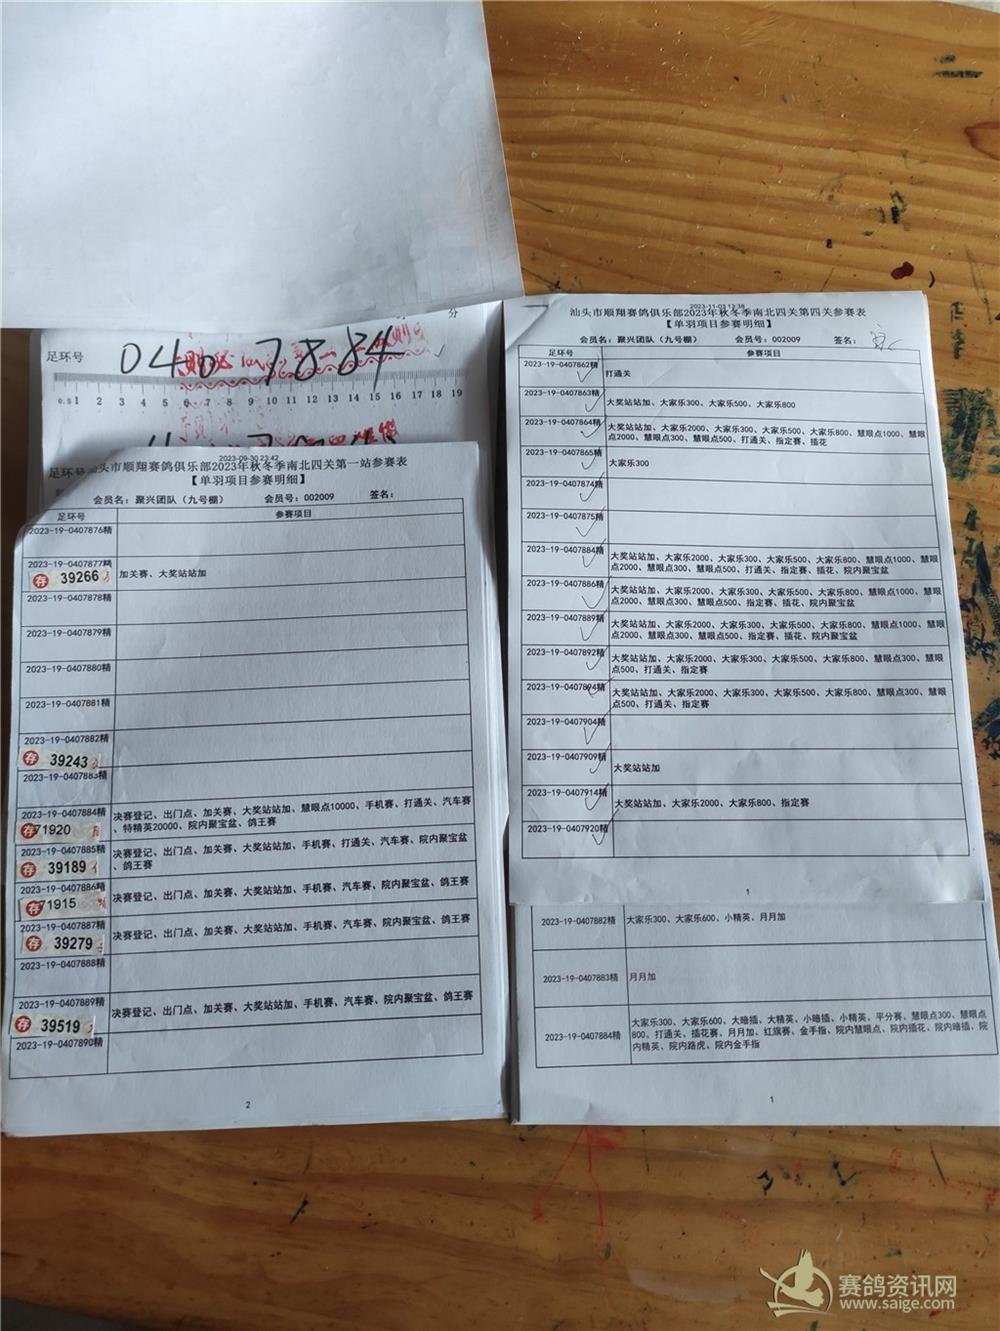 分
足环号
040 7884
0.5 1 2 3 4 5 6 7 8 9 10 11 12 13 14 15 16 17 18 19
足环号
2023-09-30 23:42
汕头市顺翔赛鸽俱乐部2023年秋冬季南北四关第一站参赛表
【单羽项目参赛明细】
会员名：聚兴团队（九号棚） 会员号：002009 签名：
足环号 参赛项目
2023-19-0407876精
2023-19-0407877精
存 39266 加关赛、大奖站站加
2023-19-0407878精
2023-19-0407879精
2023-19-0407880精
2023-19-0407881精
2023-19-0407882精
存 39243
2023-19-0407883精
2023-19-0407884精 决赛登记、出门点、加关赛、大奖站站加、慧眼点10000、手机赛、打通关、汽车赛
存 71920 、特精英20000、院内聚宝盆、鸽王赛
2023-19-0407885精 决赛登记、出门点、加关赛、大奖站站加、手机赛、打通关、汽车赛、院内聚宝盆
存 39189 、鸽王赛
2023-19-0407886精 决赛登记、出门点、加关赛、大奖站站加、手机赛、汽车赛、院内聚宝盆、鸽王赛
存 71915
2023-19-0407887精 决赛登记、出门点、加关赛、大奖站站加、手机赛、汽车赛、院内聚宝盆、鸽王赛
存 39279
2023-19-0407888精
2023-19-0407889精 决赛登记、出门点、加关赛、大奖站站加、手机赛、汽车赛、院内聚宝盆、鸽王赛
存 39519
2023-19-0407890精
2
2023-11-03 13:38
汕头市顺翔赛鸽俱乐部2023年秋冬季南北四关第四关参赛表
【单羽项目参赛明细】
会员名：聚兴团队（九号棚） 会员号：002009 签名：
足环号 参赛项目
2023-19-0407862精 打通关
2023-19-0407863精 大奖站站加、大家乐300、大家乐500、大家乐800
2023-19-0407864精 大奖站站加、大家乐2000、大家乐300、大家乐500、大家乐800、慧眼点1000、慧眼
点2000、慧眼点300、慧眼点500、打通关、指定赛、插花
2023-19-0407865精 大家乐300
2023-19-0407874精
2023-19-0407875精
2023-19-0407884精 大奖站站加、大家乐2000、大家乐300、大家乐500、大家乐800、慧眼点1000、慧眼
点2000、慧眼点300、慧眼点500、打通关、指定赛、插花、院内聚宝盆
2023-19-0407886精 大奖站站加、大家乐2000、大家乐300、大家乐500、大家乐800、慧眼点1000、慧眼
点2000、慧眼点300、慧眼点500、指定赛、插花、院内聚宝盆
2023-19-0407889精 大奖站站加、大家乐2000、大家乐300、大家乐500、大家乐800、慧眼点1000、慧眼
点2000、慧眼点300、慧眼点500、指定赛、插花、院内聚宝盆
2023-19-0407892精 大奖站站加、大家乐2000、大家乐300、大家乐500、大家乐800、慧眼点300、慧眼
点500、打通关、指定赛
2023-19-0407894精 大奖站站加、大家乐2000、大家乐300、大家乐500、大家乐800、慧眼点300、慧眼
点500、打通关、指定赛
2023-19-0407904精
2023-19-0407909精 大奖站站加
2023-19-0407914精 大奖站站加、大家乐2000、大家乐800、指定赛
2023-19-0407920精
1
2023-19-0407882精 大家乐300、大家乐600、小精英、月月加
2023-19-0407883精 月月加
2023-19-0407884精 大家乐300、大家乐600、大暗插、大精英、小暗插、小精英、平分赛、慧眼点300、慧眼点
800、打通关、插花赛、月月加、红旗赛、金手指、院内慧眼点、院内插花、院内暗插、院
内精英、院内路虎、院内金手指
1
赛鸽资讯网
www.saige.com